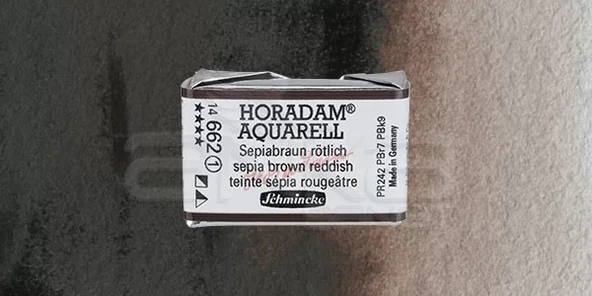 HORADAM®
AQUARELL
Sepiabraun rötlich
sepia brown reddish
teinte sépia rougeâtre
Schmincke
★★★★★
14 662 1
PR242 PBr7 PBk9
Made in Germany